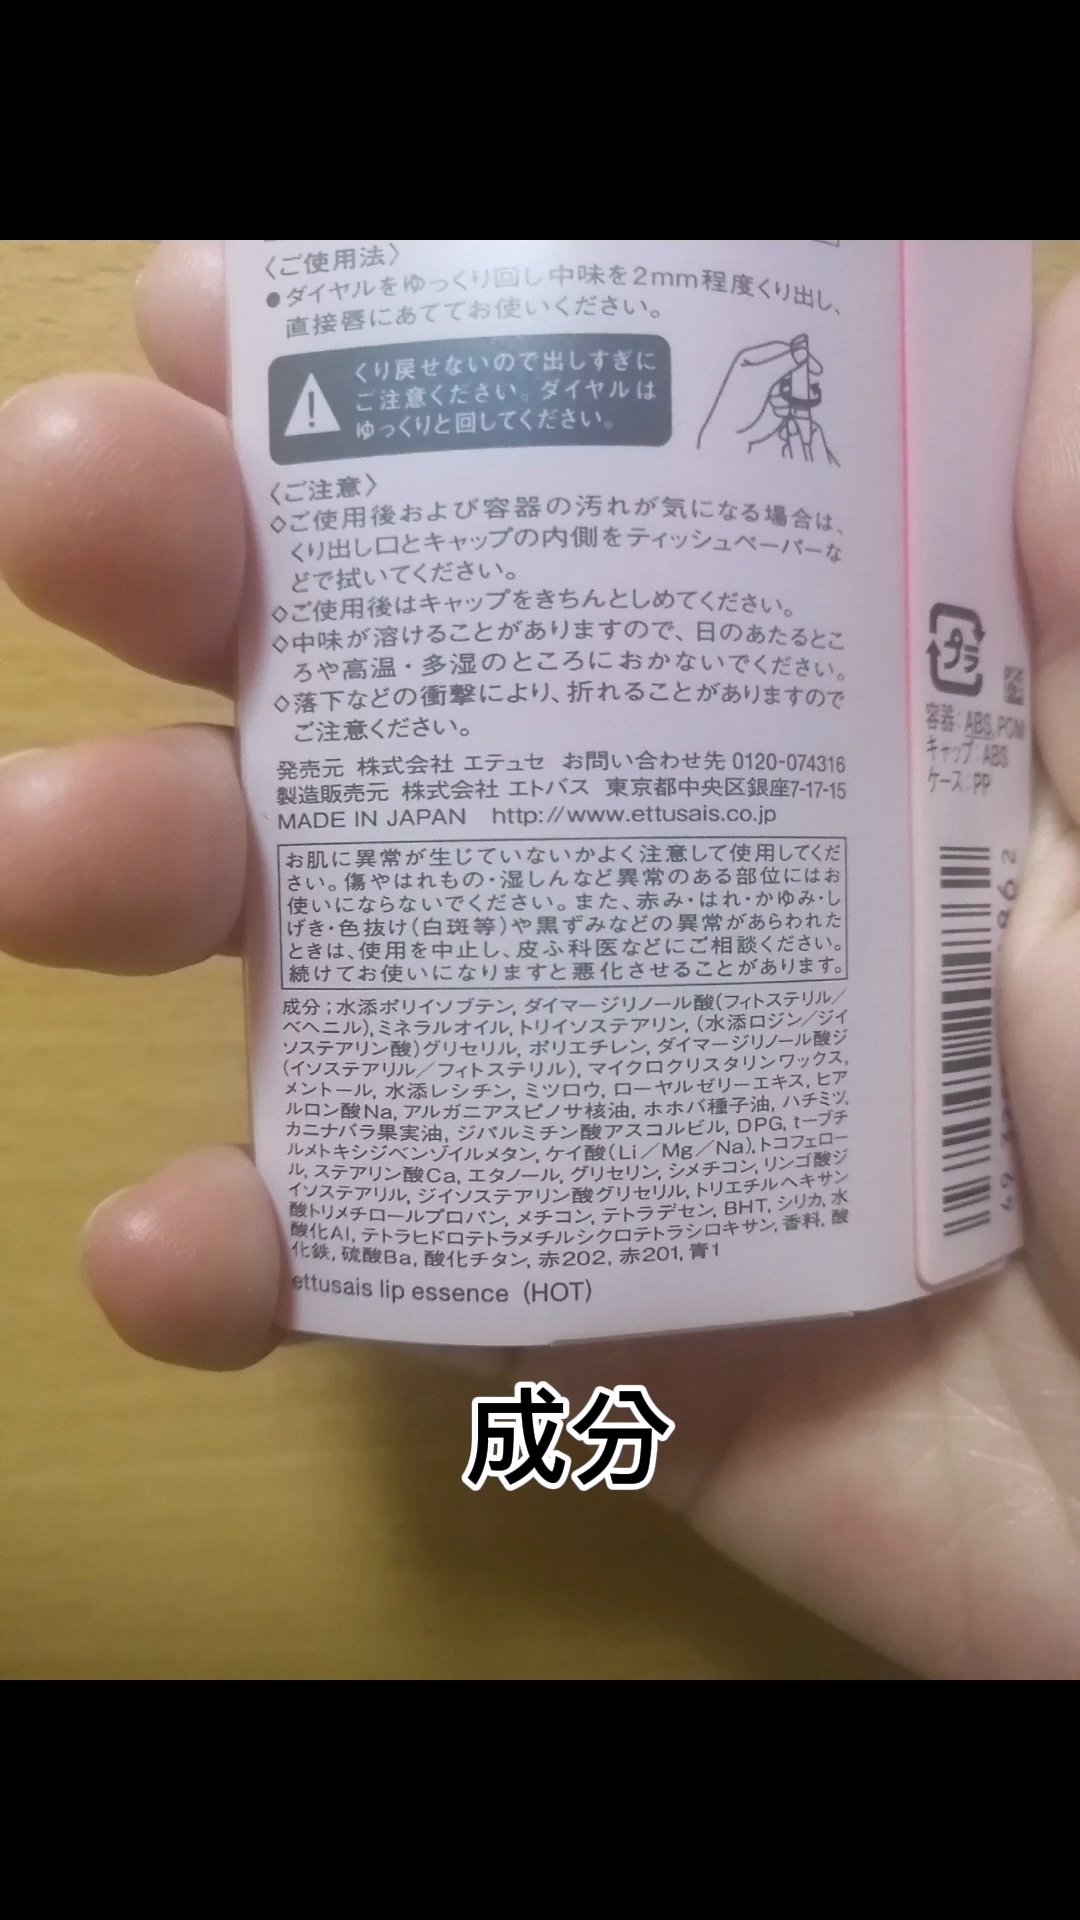 〈ご使用法〉
●ダイヤルをゆっくり回し中味を2mm程度くり出し、
直接唇にあててお使いください。
くり戻せないので出しすぎに
ご注意ください。ダイヤルは
ゆっくりと回してください。
〈ご注意〉
◇ご使用後および容器の汚れが気になる場合は、
くり出し口とキャップの内側をティッシュペーパーな
どで拭いてください。
◇ご使用後はキャップをきちんとしめてください。
◇中味が溶けることがありますので、日のあたるとこ
ろや高温・多湿のところにおかないでください。
◇落下などの衝撃により、折れることがありますので
ご注意ください。
発売元 株式会社 エテュセ お問い合わせ先 0120-074316
製造販売元 株式会社 エトバス 東京都中央区銀座7-17-15
MADE IN JAPAN http://www.ettusais.co.jp
お肌に異常が生じていないかよく注意して使用してくだ
さい。傷やはれもの・湿しんなど異常のある部位にはお
使いにならないでください。また、赤み・はれ・かゆみ・し
げき・色抜け(白斑等)や黒ずみなどの異常があらわれた
ときは、使用を中止し、皮ふ科医などにご相談ください。
続けてお使いになりますと悪化させることがあります。
成分;水添ポリイソブテン, ダイマージリノール酸(フィトステリル/
ベヘニル), ミネラルオイル, トリイソステアリン, (水添ロジン/ジイ
ソステアリン酸)グリセリル, ポリエチレン, ダイマージリノール酸ジ
(イソステアリル/フィトステリル), マイクロクリスタリンワックス,
メントール, 水添レシチン, ミツロウ, ローヤルゼリーエキス, ヒア
ルロン酸Na, アルガニアスピノサ核油, ホホバ種子油, ハチミツ,
カニナバラ果実油, ジパルミチン酸アスコルビル, DPG, t-ブチ
ルメトキシジベンゾイルメタン, ケイ酸(Li/Mg/Na), トコフェロー
ル, ステアリン酸Ca, エタノール, グリセリン, シメチコン, リンゴ酸ジ
イソステアリル, ジイソステアリン酸グリセリル, トリエチルヘキサン
酸トリメチロールプロパン, メチコン, テトラデセン, BHT, シリカ, 水
酸化Al, テトラヒドロテトラメチルシクロテトラシロキサン, 香料, 酸
化鉄, 硫酸Ba, 酸化チタン, 赤202, 赤201, 青1
ettusais lip essence (HOT)
プラ
容器:ABS, POM
キャップ:ABS
ケース:PP
成分